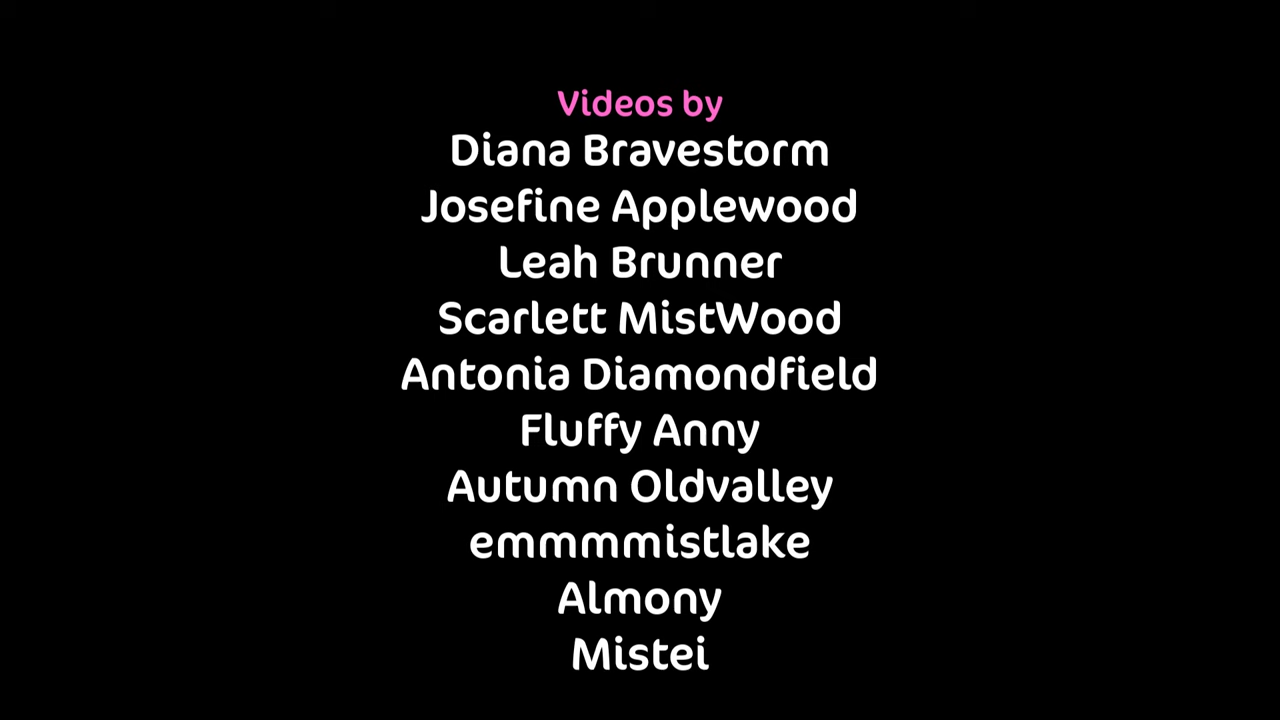 Videos by
Diana Bravestorm
Josefine Applewood
Leah Brunner
Scarlett MistWood
Antonia Diamondfield
Fluffy Anny
Autumn Oldvalley
emmmmistlake
Almony
Mistei